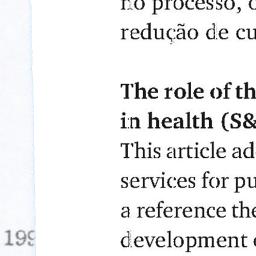 no processo, o
redução de cu
The role of th
in health (S&
This article ad
services for pu
a reference the
199
development